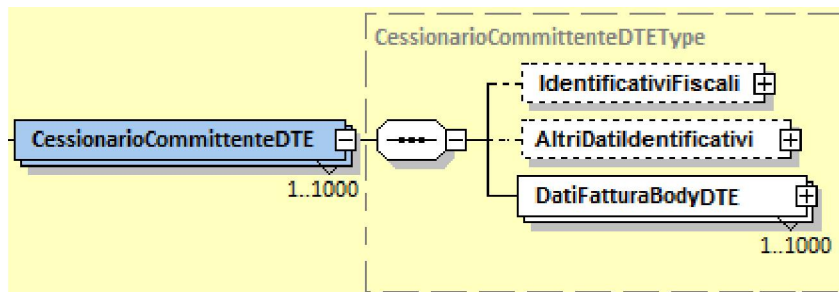 CessionarioCommittenteDTEType
IdentificativiFiscali
CessionarioCommittenteDTE
AltriDatiIdentificativi
1..1000
DatiFatturaBodyDTE
1..1000